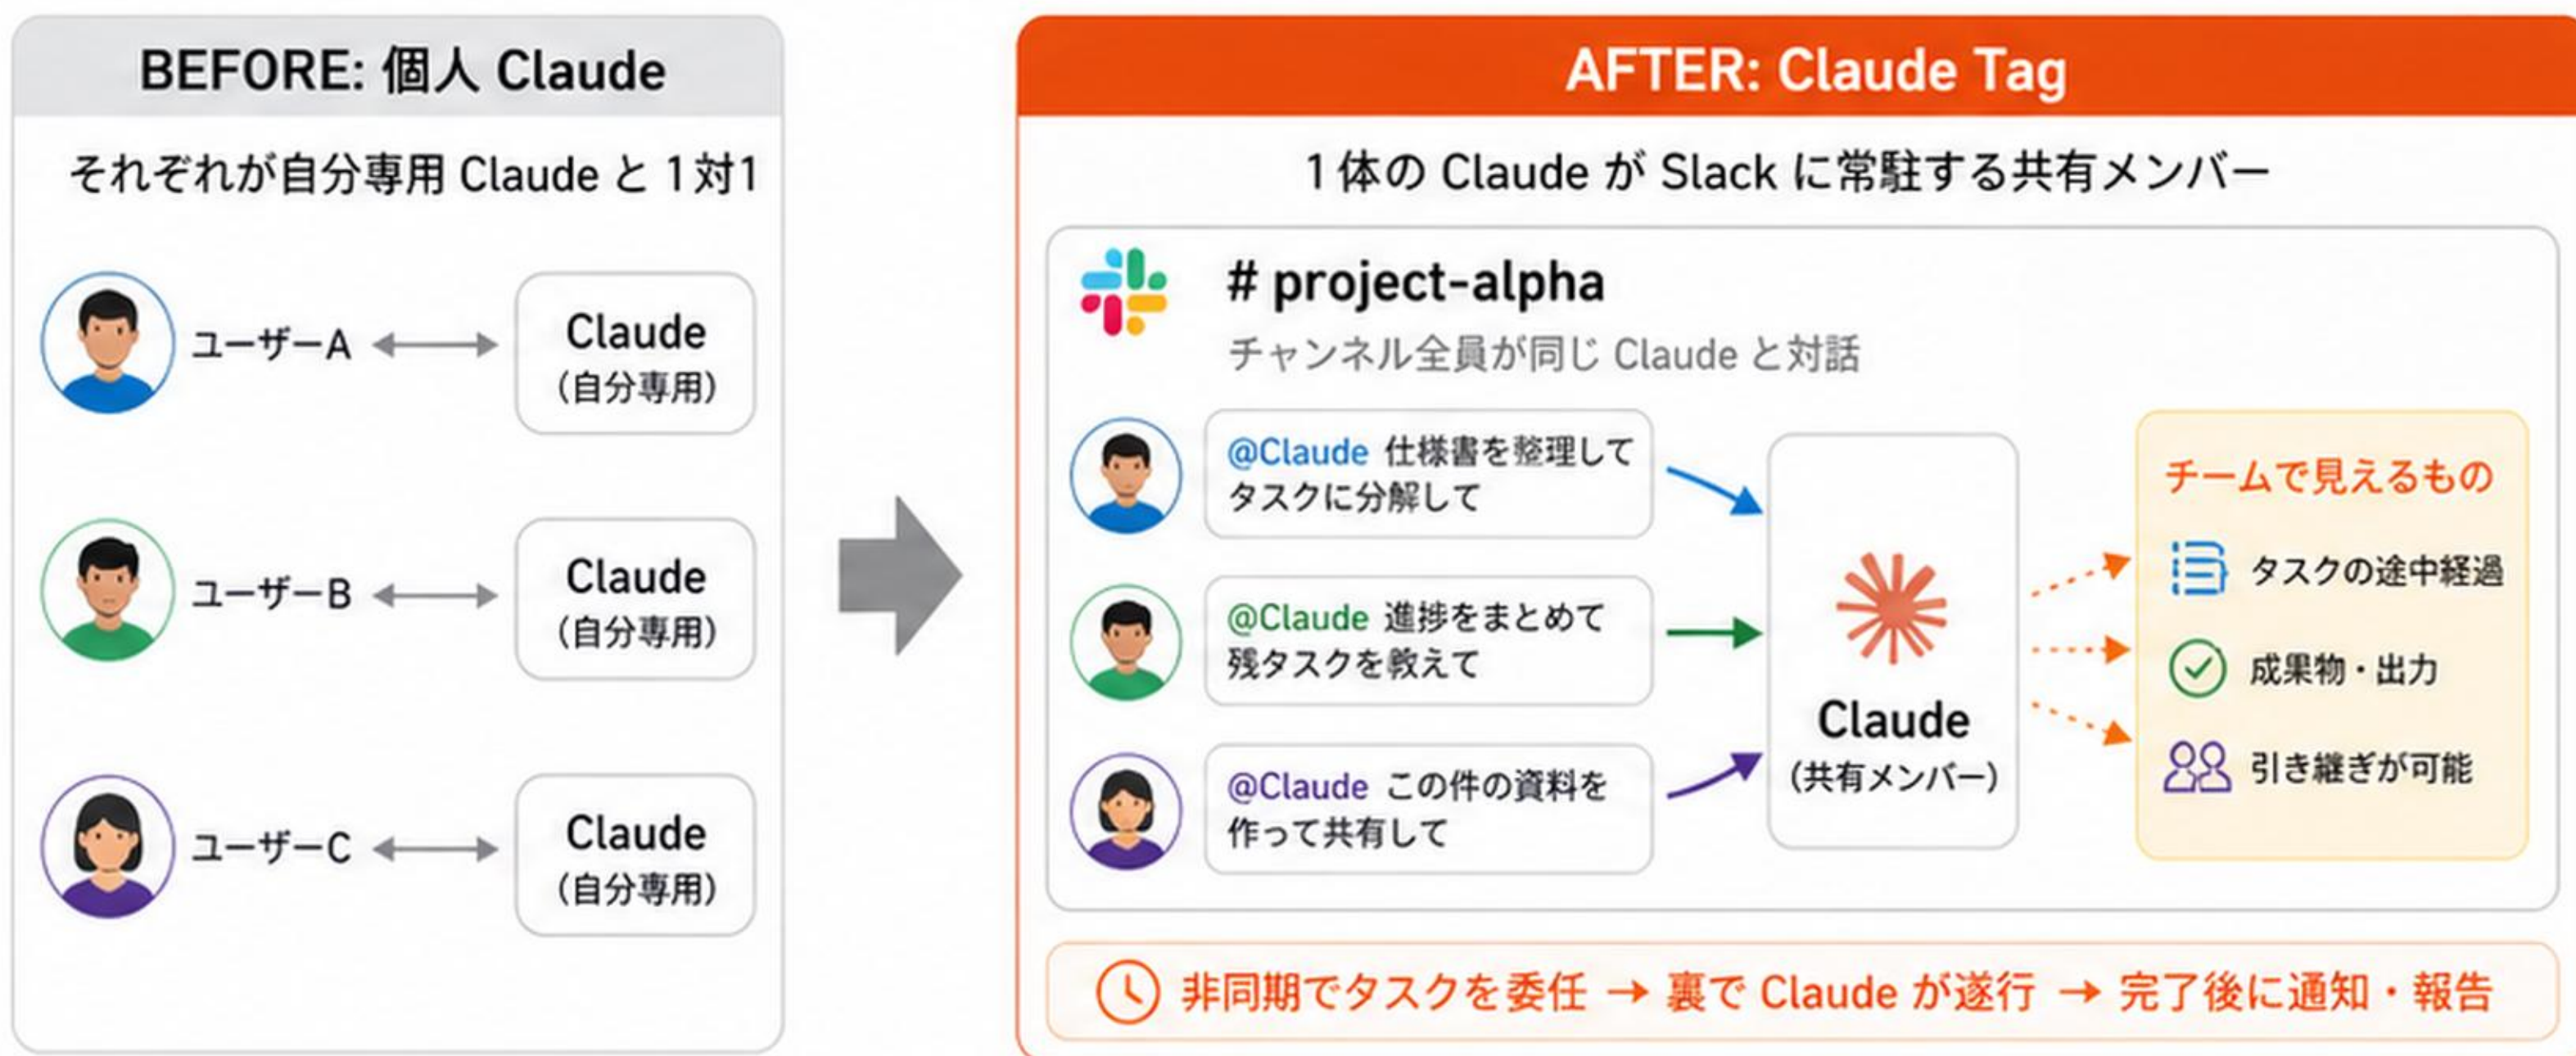 BEFORE: 個人 Claude
それぞれが自分専用 Claude と 1対1
ユーザーA
Claude
（自分専用）
ユーザーB
Claude
（自分専用）
ユーザーC
Claude
（自分専用）
AFTER: Claude Tag
1体の Claude が Slack に常駐する共有メンバー
# project-alpha
チャンネル全員が同じ Claude と対話
@Claude 仕様書を整理して
タスクに分解して
@Claude 進捗をまとめて
残タスクを教えて
@Claude この件の資料を
作って共有して
Claude
（共有メンバー）
チームで見えるもの
タスクの途中経過
成果物・出力
引き継ぎが可能
非同期でタスクを委任 → 裏で Claude が遂行 → 完了後に通知・報告